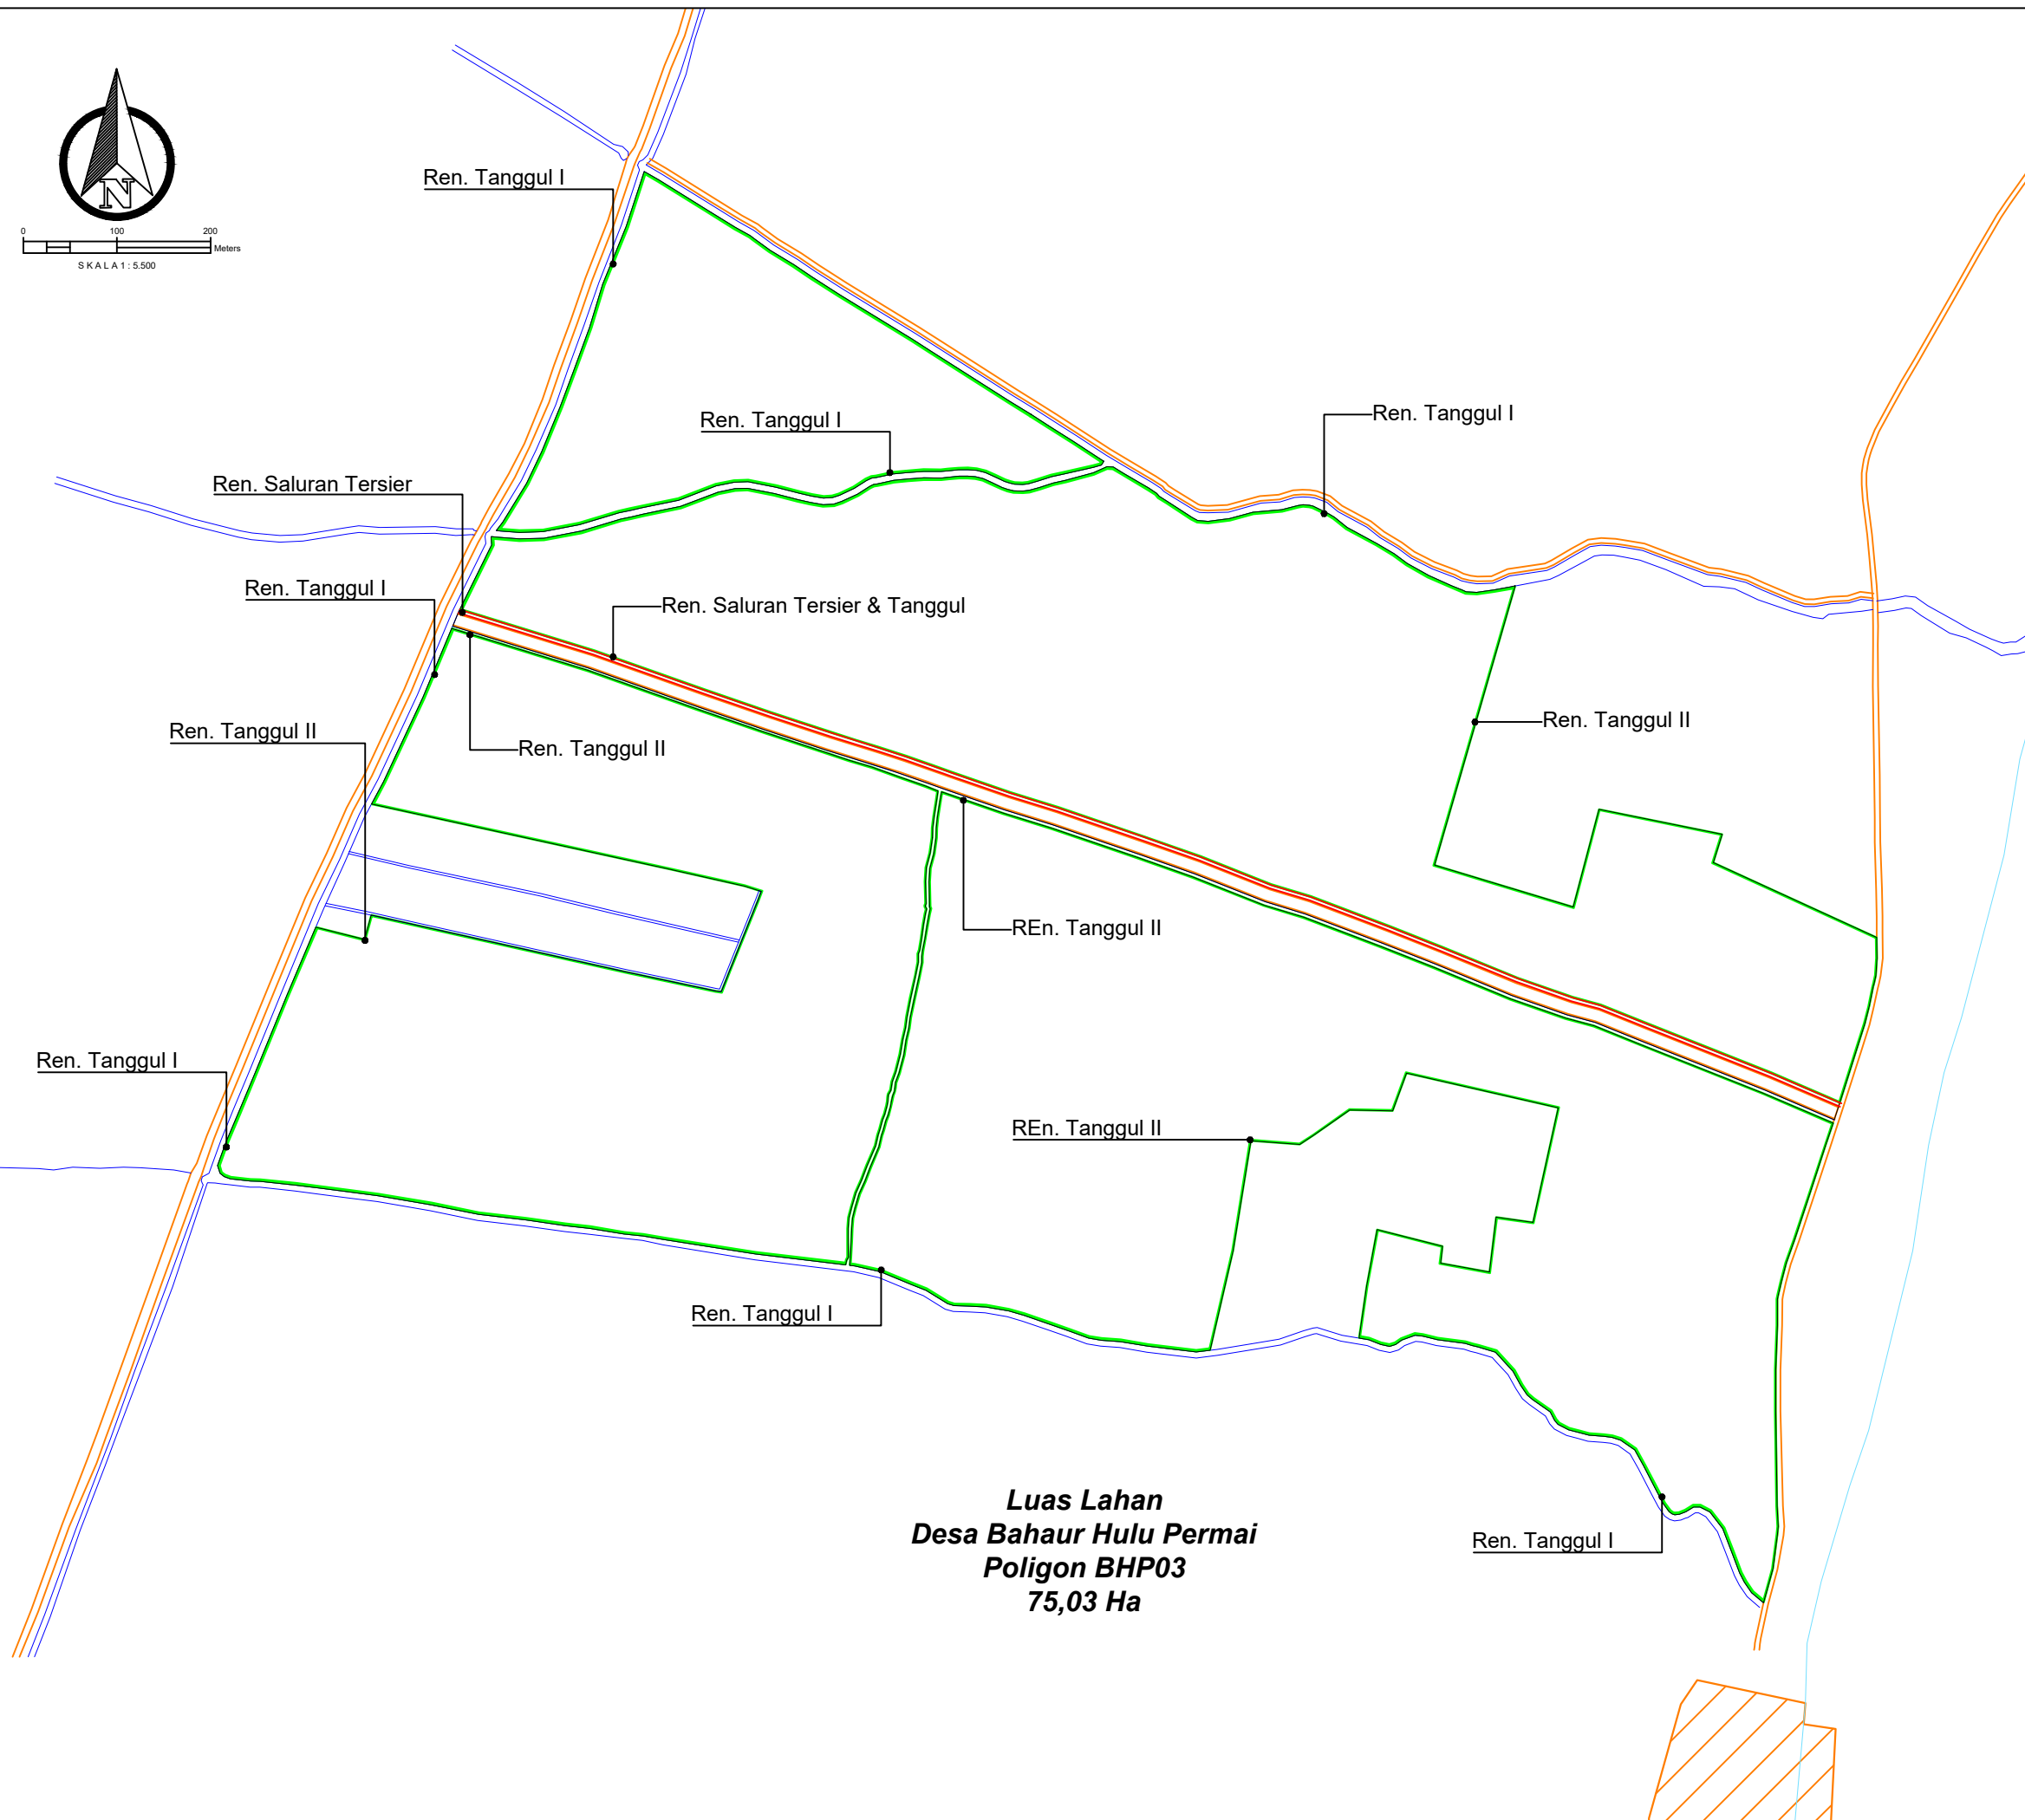 N
0 100 200
Meters
S K A L A 1 : 5.500
Ren. Tanggul I
Ren. Tanggul I
Ren. Tanggul I
Ren. Saluran Tersier
Ren. Tanggul I
Ren. Saluran Tersier & Tanggul
Ren. Tanggul II
Ren. Tanggul II
Ren. Tanggul II
REn. Tanggul II
Ren. Tanggul I
REn. Tanggul II
Ren. Tanggul I
Luas Lahan
Desa Bahaur Hulu Permai
Poligon BHP03
75,03 Ha
Ren. Tanggul I